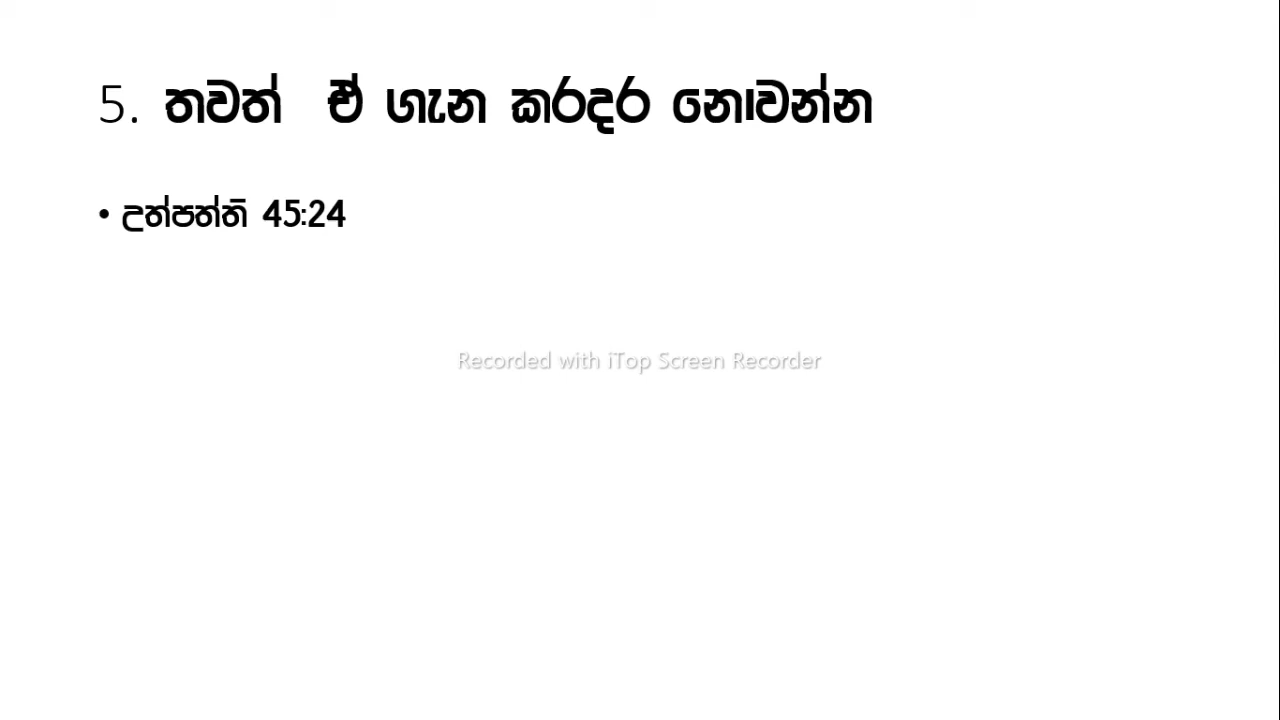 5. තවත් ඒ ගැන කරදර නොවන්න
• උත්පත්ති 45:24
Recorded with iTop Screen Recorder